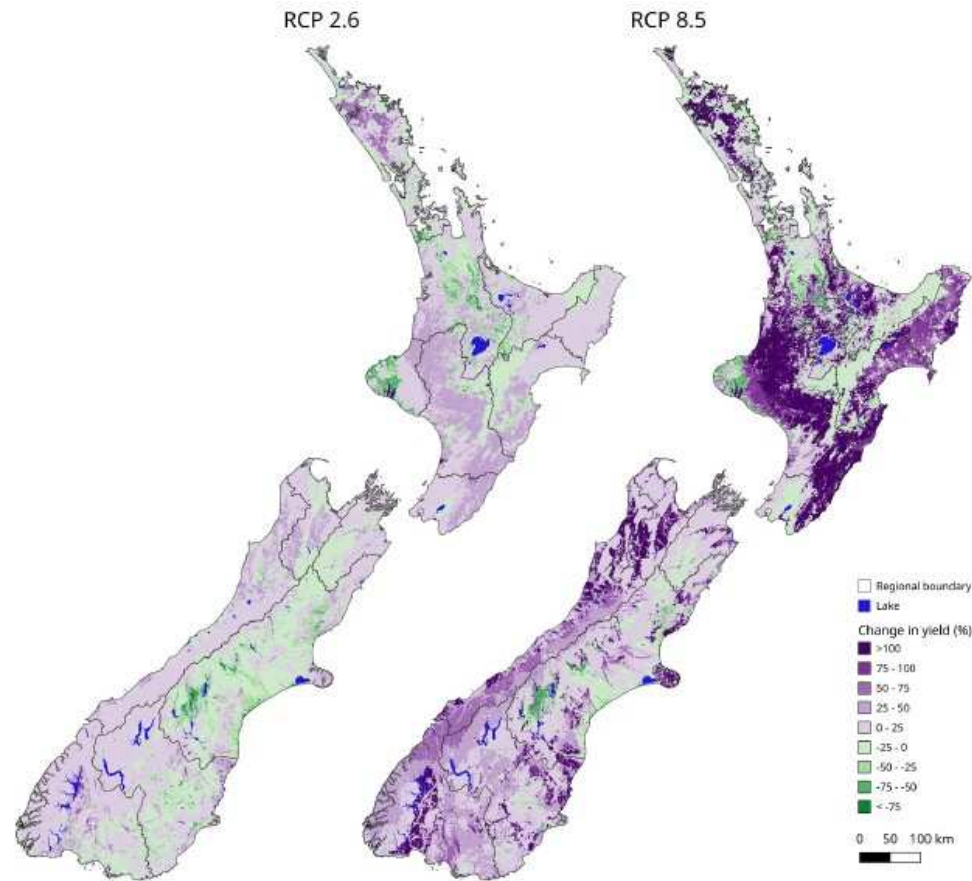 RCP 2.6
RCP 8.5
Regional boundary
Lake
Change in yield (%)
>100
75 - 100
50 - 75
25 - 50
0 - 25
-25 - 0
-50 - -25
-75 - -50
< -75
0 50 100 km